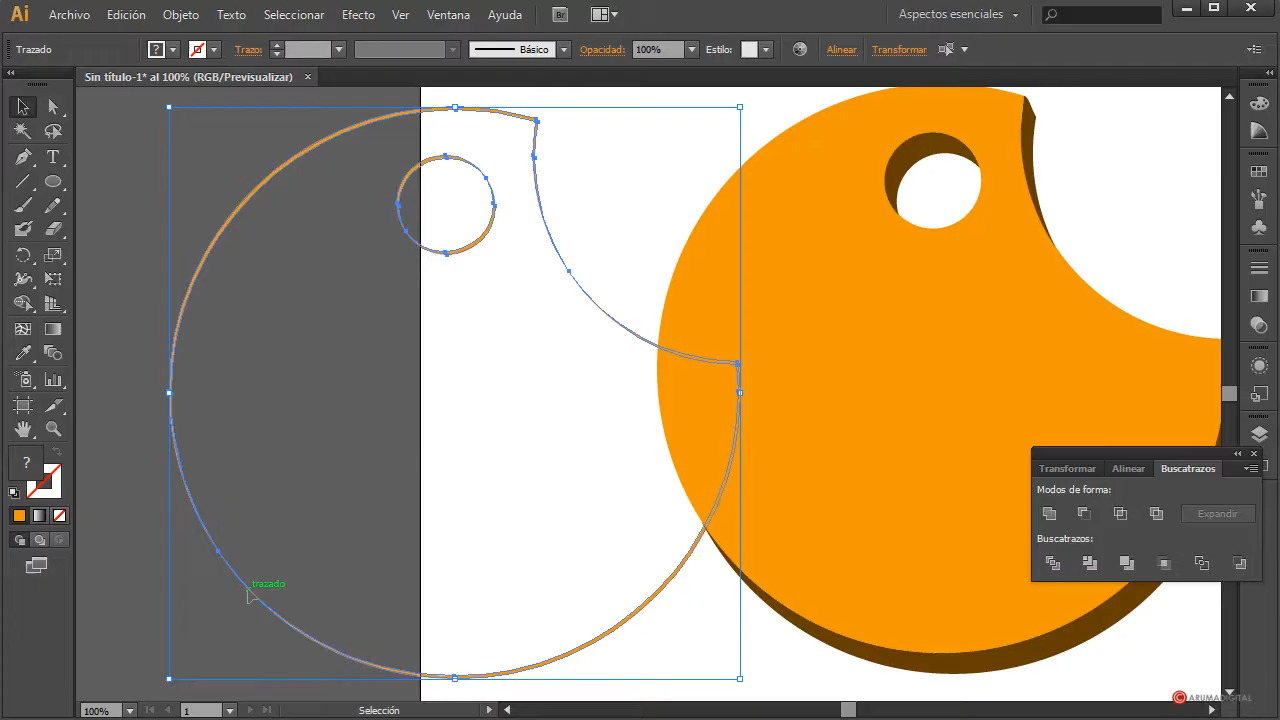 Ai Archivo Edición Objeto Texto Seleccionar Efecto Ver Ventana Ayuda Br Aspectos esenciales
Trazado ? Trazo: Básico Opacidad: 100% Estilo: Alinear Transformar
Sin título-1* al 100% (RGB/Previsualizar) ×
T
?
trazado
Transformar Alinear Buscatrazos
Modos de forma:
Expandir
Buscatrazos:
© ARUMADIGITAL
100% 1 Selección